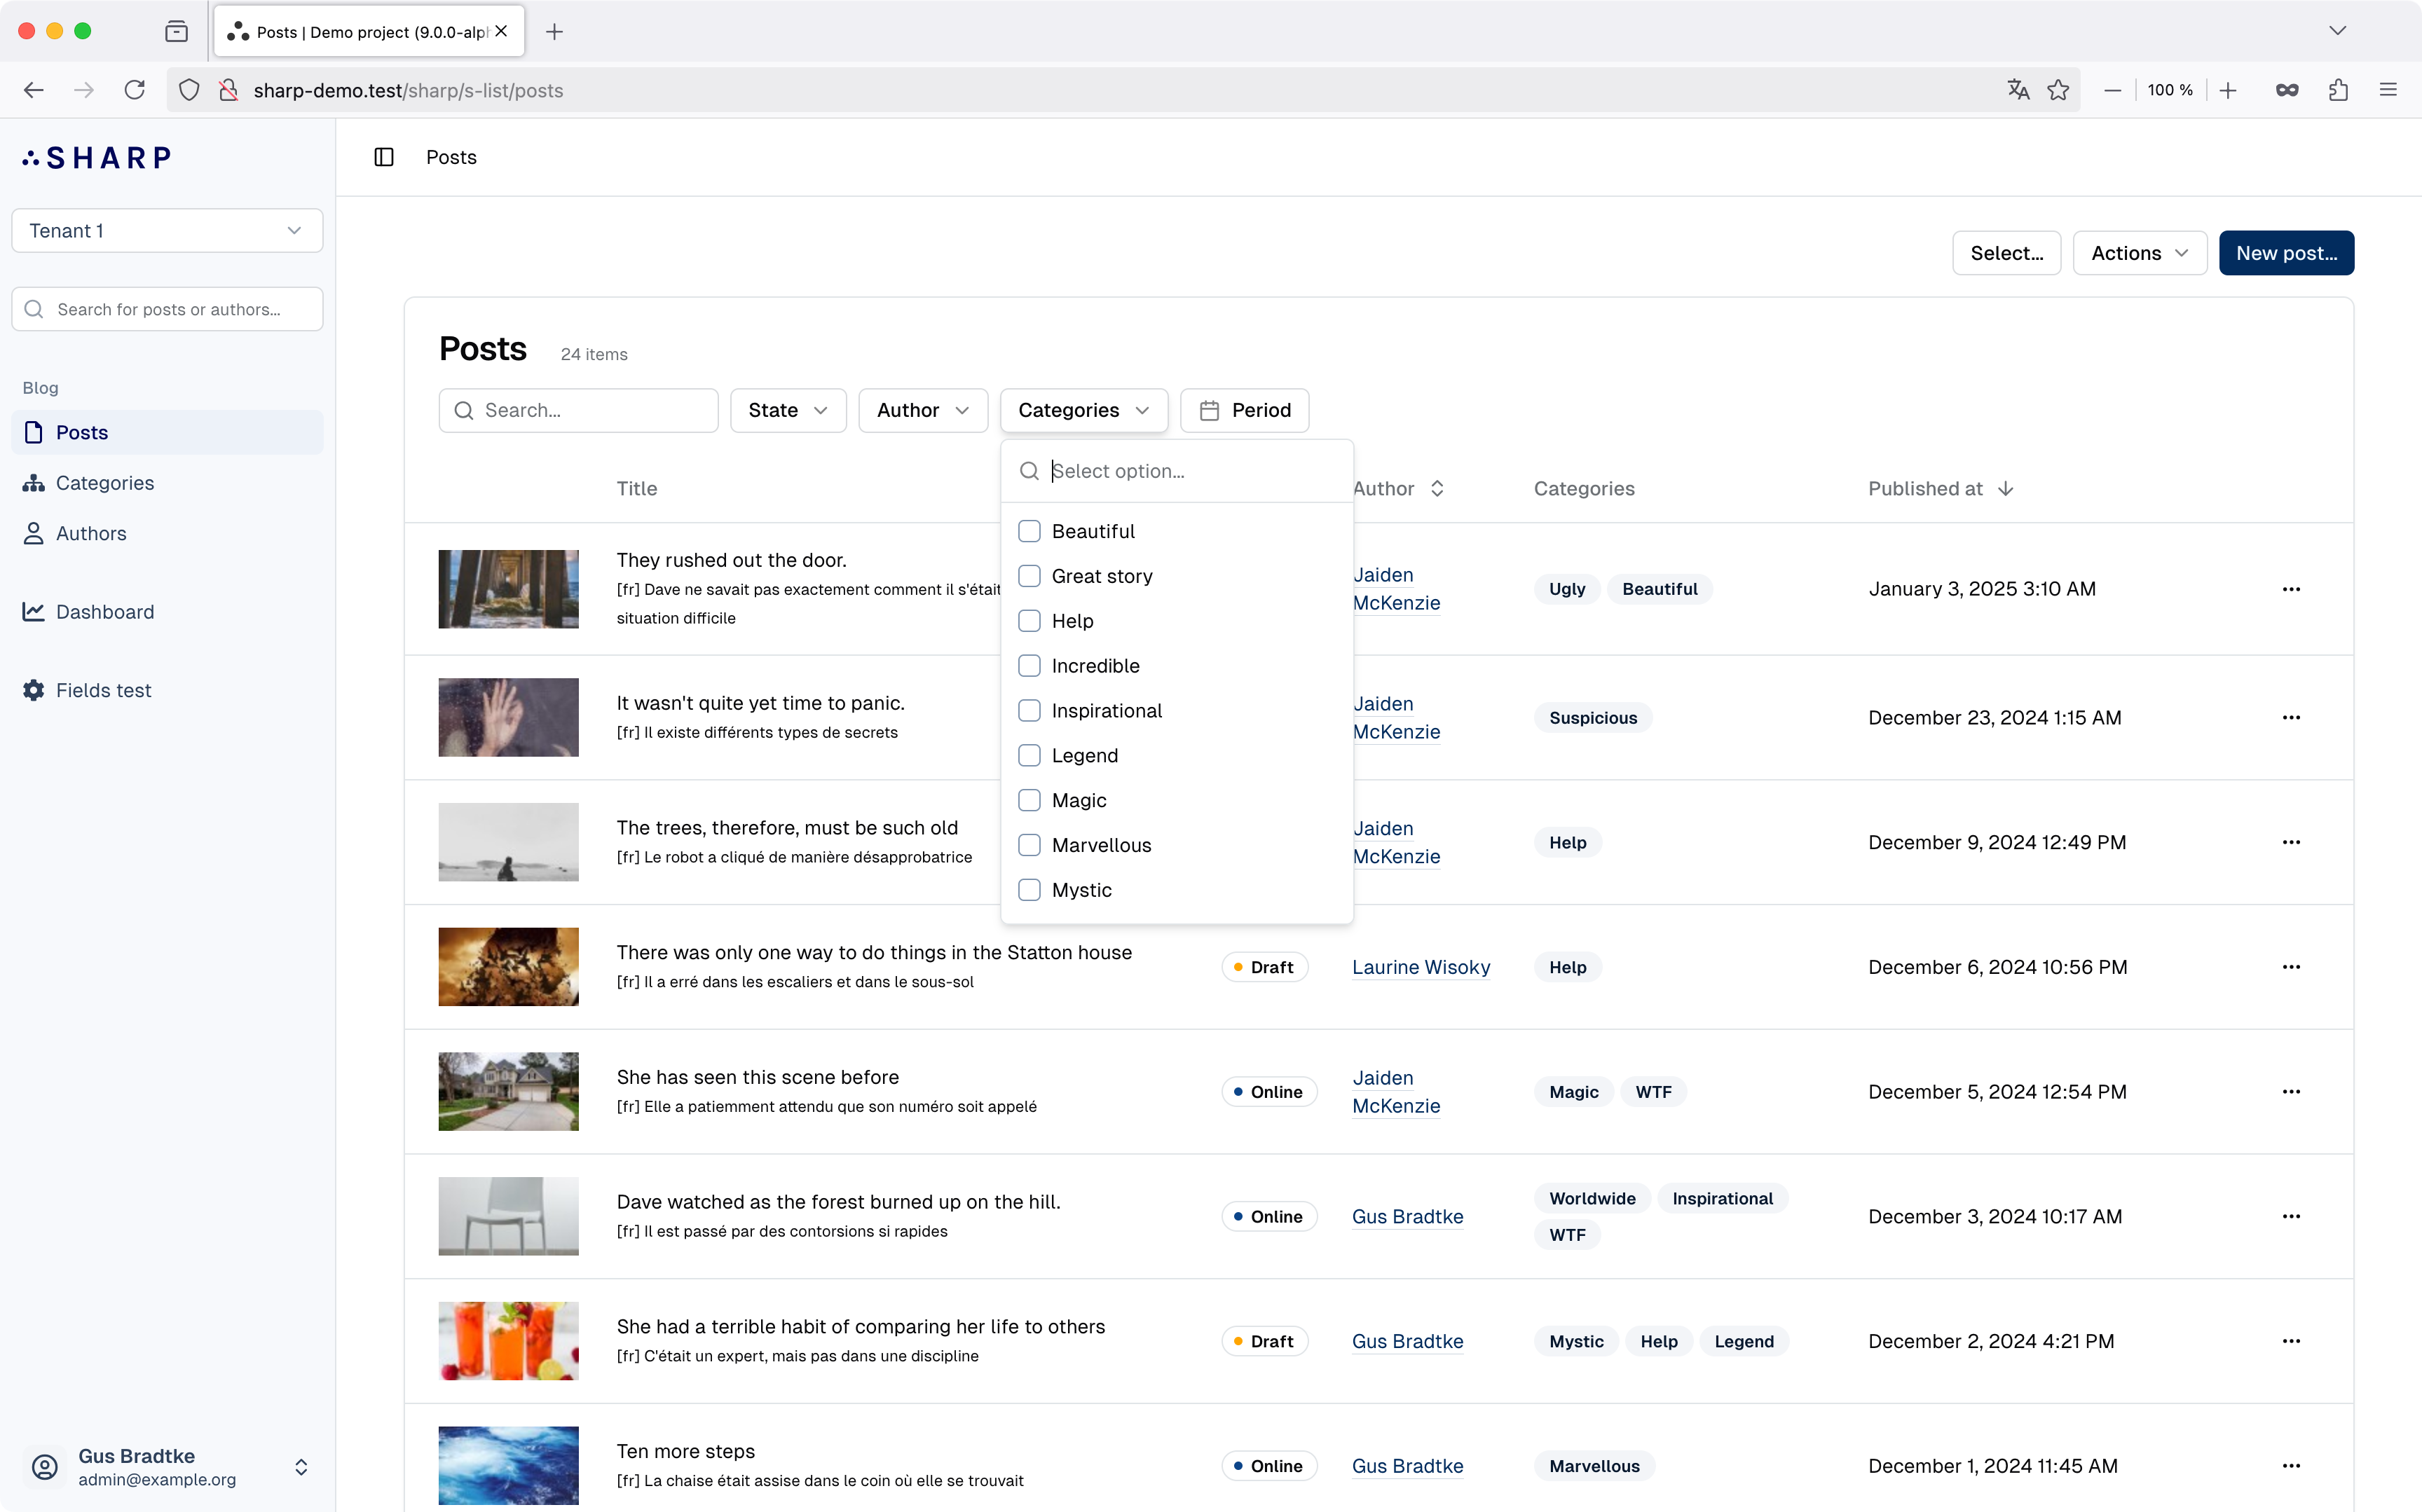 Posts | Demo project (9.0.0-alph
sharp-demo.test/sharp/s-list/posts
100 %
SHARP
Posts
Tenant 1
Search for posts or authors...
Blog
Posts
Categories
Authors
Dashboard
Fields test
Gus Bradtke
admin@example.org
Select...
Actions
New post...
Posts
24 items
Search...
State
Author
Categories
Period
Select option...
Beautiful
Great story
Help
Incredible
Inspirational
Legend
Magic
Marvellous
Mystic
Title
Author
Categories
Published at
They rushed out the door.
[fr] Dave ne savait pas exactement comment il s'était
situation difficile
Jaiden
McKenzie
Ugly
Beautiful
January 3, 2025 3:10 AM
It wasn't quite yet time to panic.
[fr] Il existe différents types de secrets
Jaiden
McKenzie
Suspicious
December 23, 2024 1:15 AM
The trees, therefore, must be such old
[fr] Le robot a cliqué de manière désapprobatrice
Jaiden
McKenzie
Help
December 9, 2024 12:49 PM
There was only one way to do things in the Statton house
[fr] Il a erré dans les escaliers et dans le sous-sol
Draft
Laurine Wisoky
Help
December 6, 2024 10:56 PM
She has seen this scene before
[fr] Elle a patiemment attendu que son numéro soit appelé
Online
Jaiden
McKenzie
Magic
WTF
December 5, 2024 12:54 PM
Dave watched as the forest burned up on the hill.
[fr] Il est passé par des contorsions si rapides
Online
Gus Bradtke
Worldwide
Inspirational
WTF
December 3, 2024 10:17 AM
She had a terrible habit of comparing her life to others
[fr] C'était un expert, mais pas dans une discipline
Draft
Gus Bradtke
Mystic
Help
Legend
December 2, 2024 4:21 PM
Ten more steps
[fr] La chaise était assise dans le coin où elle se trouvait
Online
Gus Bradtke
Marvellous
December 1, 2024 11:45 AM